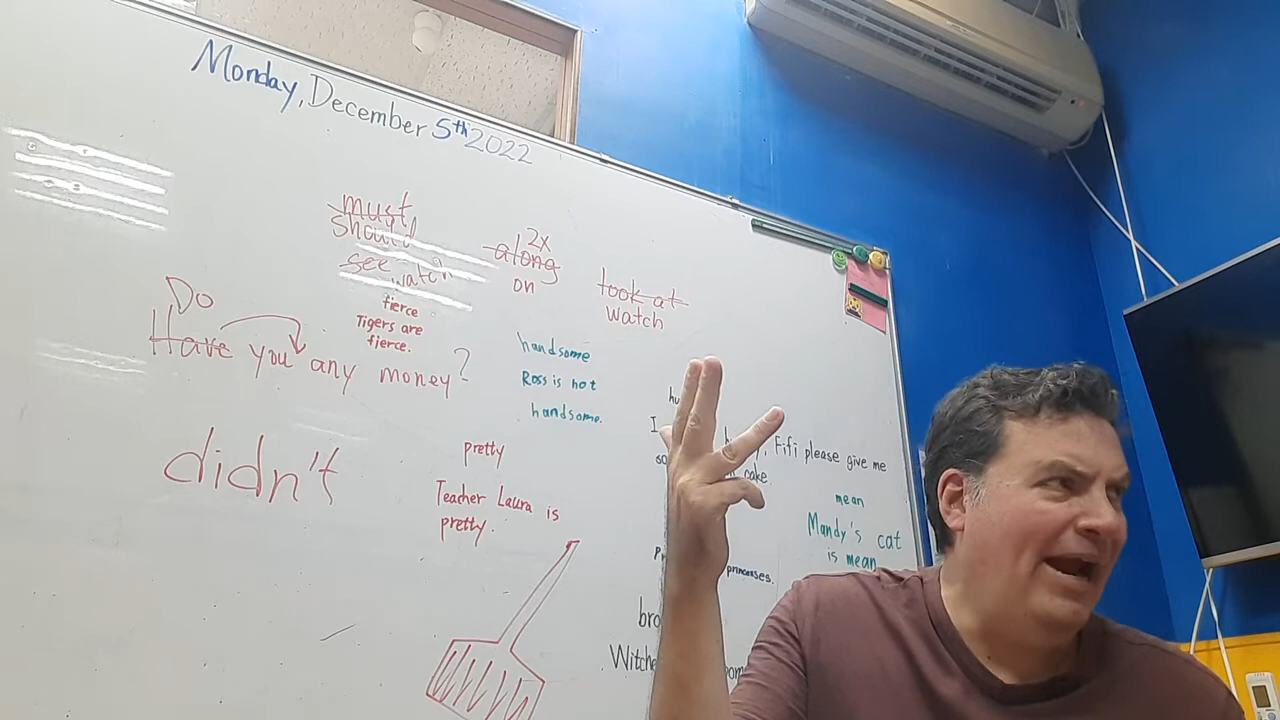 Monday, December 5th 2022
must
should
see watch
2x
along
on
took at
watch
fierce
Tigers are
fierce.
Do
Have you any money?
handsome
Ross is not
handsome.
didn't
pretty
Teacher Laura is
pretty.
I
Fifi please give me
cake.
mean
Mandy's cat
is mean
princesses.